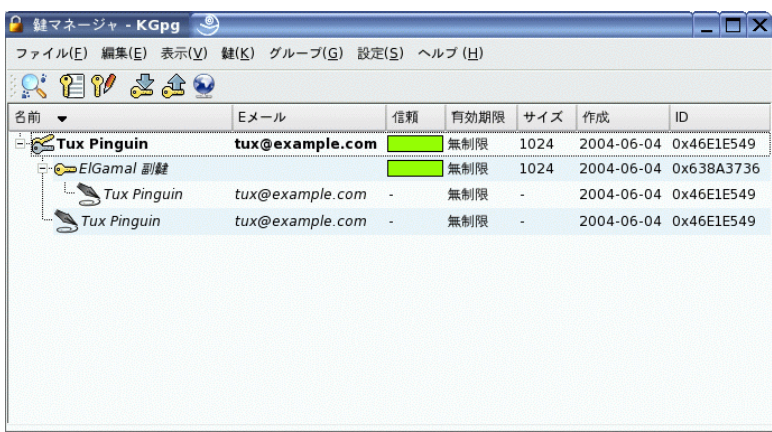 鍵マネージャ - KGpg
ファイル(F) 編集(E) 表示(V) 鍵(K) グループ(G) 設定(S) ヘルプ (H)
名前 Eメール 信頼 有効期限 サイズ 作成 ID
Tux Pinguin tux@example.com 無制限 1024 2004-06-04 0x46E1E549
ElGamal 副鍵 無制限 1024 2004-06-04 0x638A3736
Tux Pinguin tux@example.com - 無制限 - 2004-06-04 0x46E1E549
Tux Pinguin tux@example.com - 無制限 - 2004-06-04 0x46E1E549